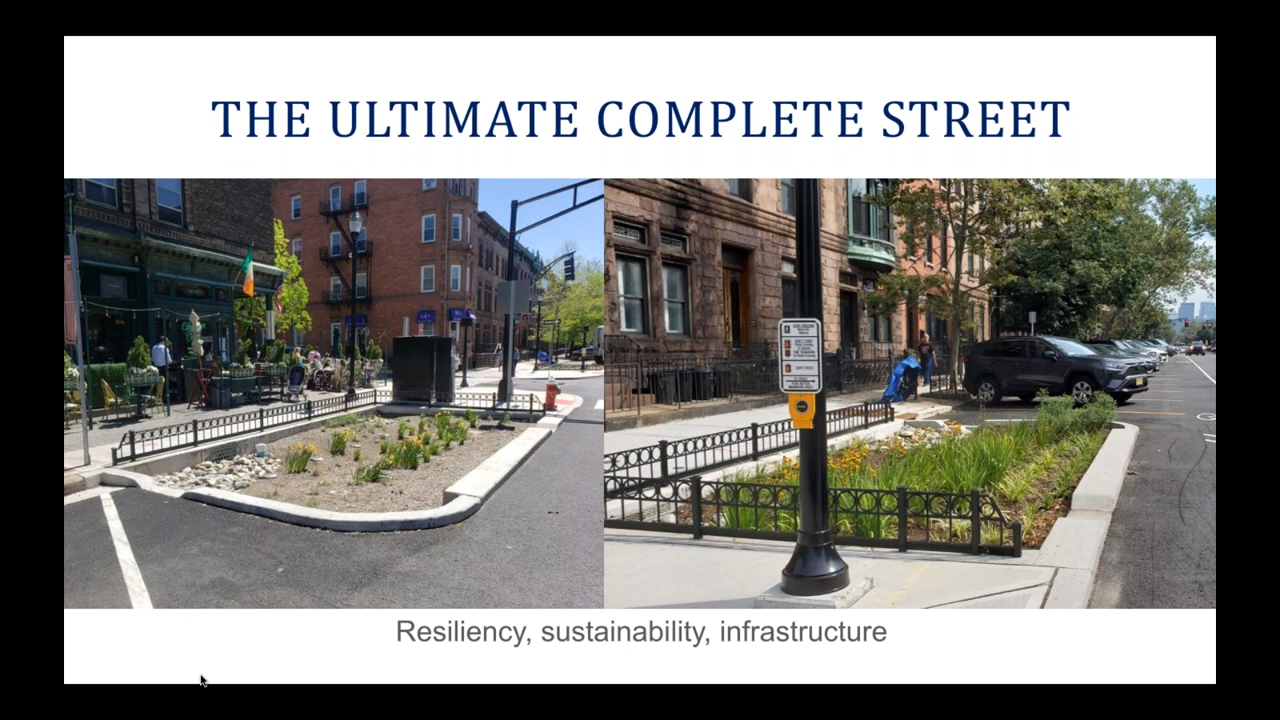 THE ULTIMATE COMPLETE STREET
Resiliency, sustainability, infrastructure